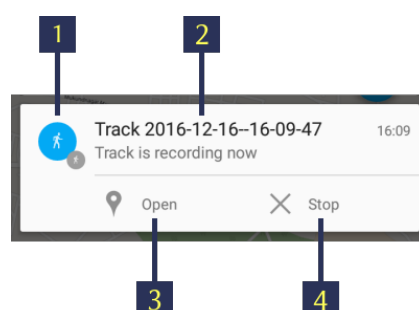 1 2
Track 2016-12-16--16-09-47 16:09
Track is recording now
Open Stop
3 4